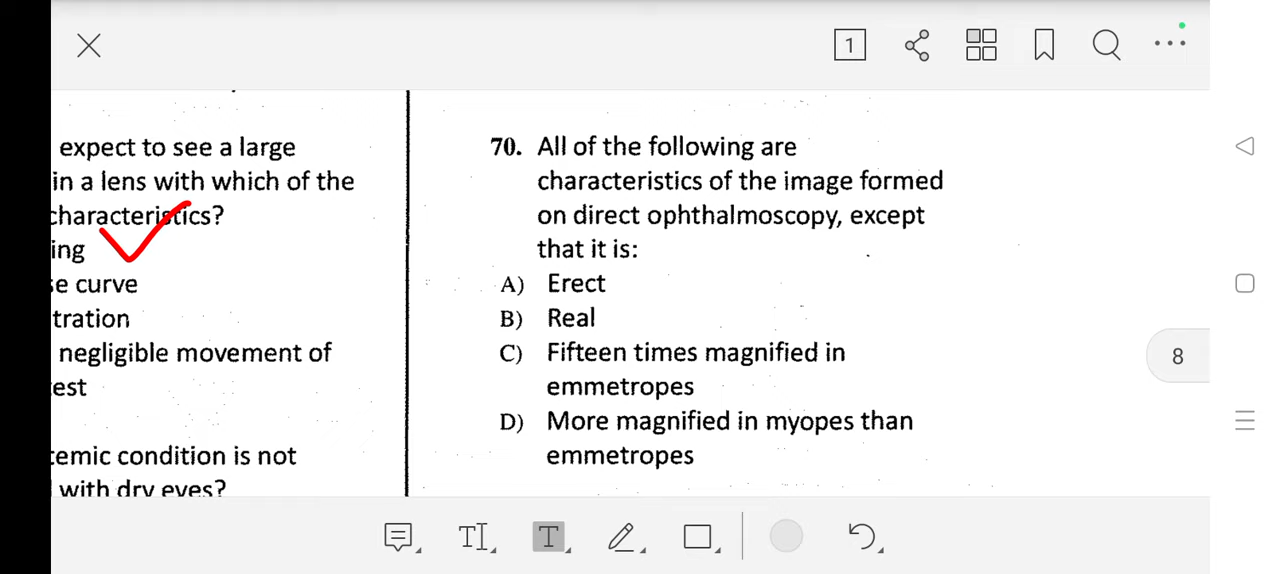 1
expect to see a large
in a lens with which of the
characteristics?
ing
se curve
tration
negligible movement of
est
temic condition is not
with dry eyes?
70. All of the following are
characteristics of the image formed
on direct ophthalmoscopy, except
that it is:
A) Erect
B) Real
C) Fifteen times magnified in
emmetropes
D) More magnified in myopes than
emmetropes
8